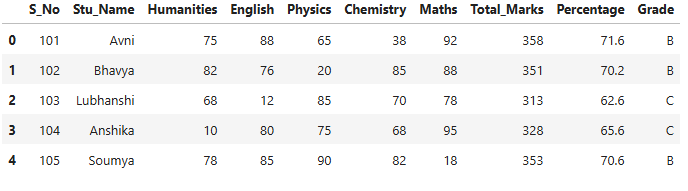 S_No Stu_Name Humanities English Physics Chemistry Maths Total_Marks Percentage Grade
0 101 Avni 75 88 65 38 92 358 71.6 B
1 102 Bhavya 82 76 20 85 88 351 70.2 B
2 103 Lubhanshi 68 12 85 70 78 313 62.6 C
3 104 Anshika 10 80 75 68 95 328 65.6 C
4 105 Soumya 78 85 90 82 18 353 70.6 B